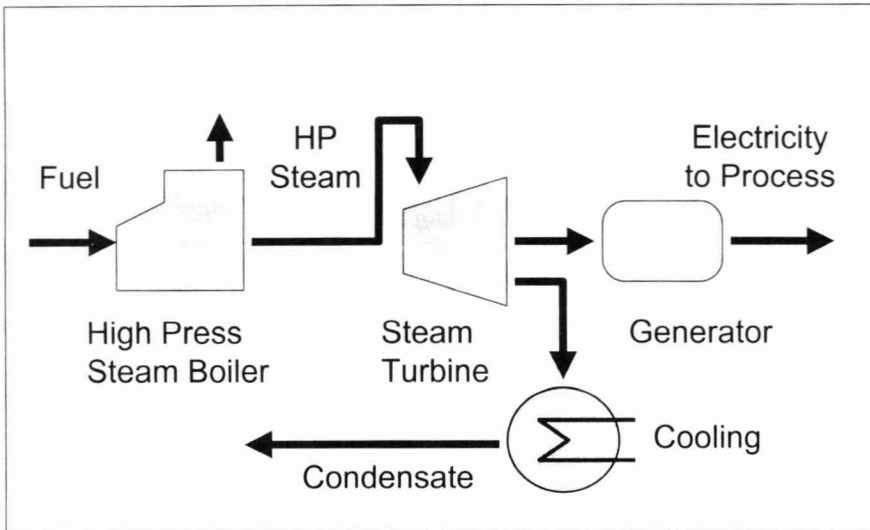 Fuel
HP
Steam
Electricity
to Process
High Press
Steam Boiler
Steam
Turbine
Generator
Cooling
Condensate